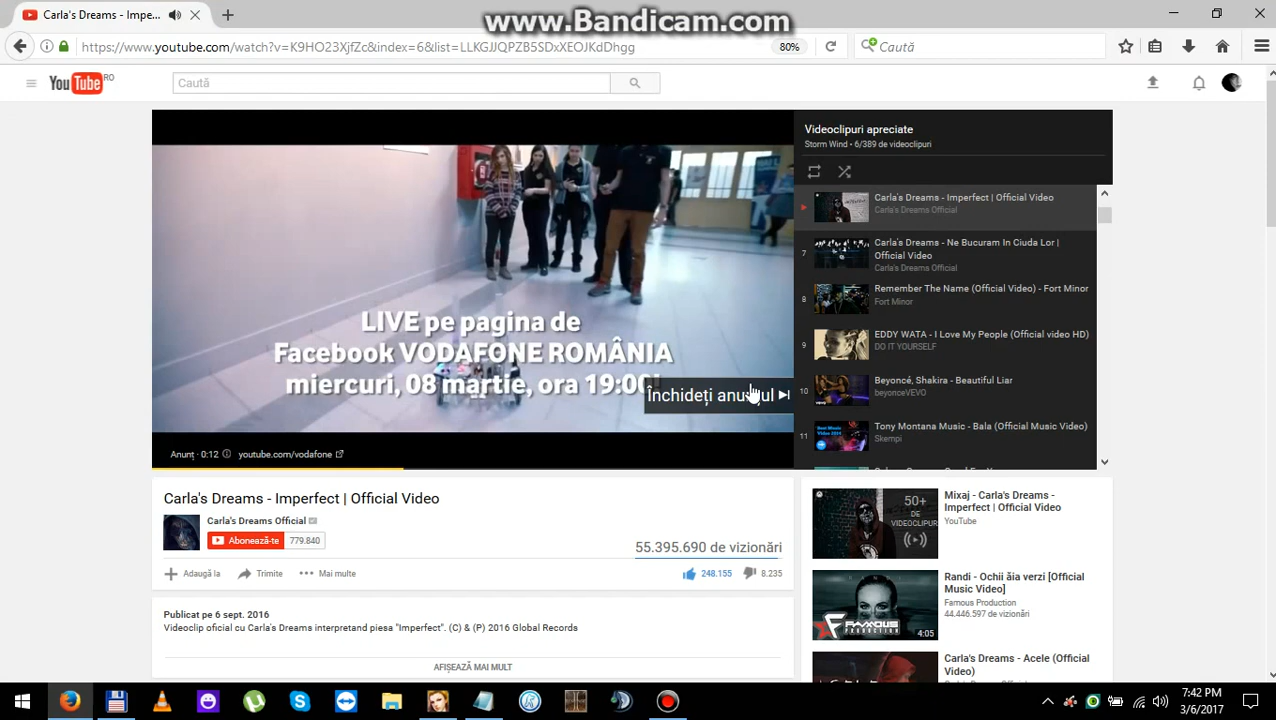 www.Bandicam.com
Carla's Dreams - Impe...
https://www.youtube.com/watch?v=K9HO23XjfZc&index=6&list=LLKGJJQPZB5SDxXEOJKdDhgg
80%
Caută
YouTube RO
Caută
LIVE pe pagina de
Facebook VODAFONE ROMÂNIA
miercuri, 08 martie, ora 19:00
Închideți anunțul
Anunț · 0:12
youtube.com/vodafone
Videoclipuri apreciate
Storm Wind • 6/389 de videoclipuri
Carla's Dreams - Imperfect | Official Video
Carla's Dreams Official
7
Carla's Dreams - Ne Bucuram In Ciuda Lor |
Official Video
Carla's Dreams Official
8
Remember The Name (Official Video) - Fort Minor
Fort Minor
9
EDDY WATA - I Love My People (Official video HD)
DO IT YOURSELF
10
Beyoncé, Shakira - Beautiful Liar
beyonceVEVO
11
Tony Montana Music - Bala (Official Music Video)
Skempi
Carla's Dreams - Imperfect | Official Video
Carla's Dreams Official
Abonează-te
779.840
55.395.690 de vizionări
Adaugă la
Trimite
Mai multe
248.155
8.235
Publicat pe 6 sept. 2016
Videoclip oficial cu Carla's Dreams interpretand piesa "Imperfect". (C) & (P) 2016 Global Records
AFIȘEAZĂ MAI MULT
50+
DE
VIDEOCLIPUR
Mixaj - Carla's Dreams -
Imperfect | Official Video
YouTube
FAMOUS
PRODUCTION
4:05
Randi - Ochii ăia verzi [Official
Music Video]
Famous Production
44.446.597 de vizionări
Carla's Dreams - Acele (Official
Video)
7:42 PM
3/6/2017